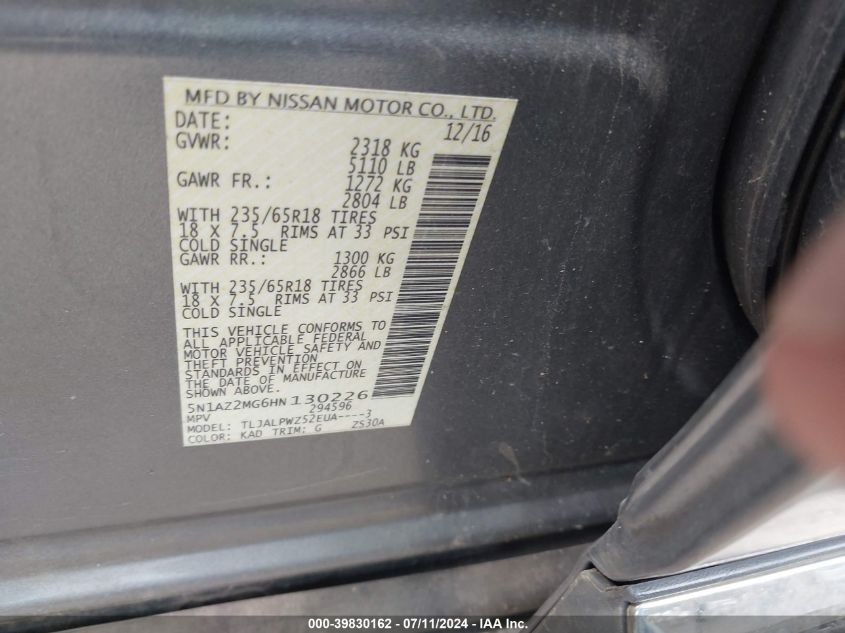 MFD BY NISSAN MOTOR CO., LTD.
DATE: 12/16
GVWR: 2318 KG
5110 LB
GAWR FR.: 1272 KG
2804 LB
WITH 235/65R18 TIRES
18 X 7.5 RIMS AT 33 PSI
COLD SINGLE
GAWR RR.: 1300 KG
2866 LB
WITH 235/65R18 TIRES
18 X 7.5 RIMS AT 33 PSI
COLD SINGLE
THIS VEHICLE CONFORMS TO
ALL APPLICABLE FEDERAL
MOTOR VEHICLE SAFETY AND
THEFT PREVENTION
STANDARDS IN EFFECT ON
THE DATE OF MANUFACTURE
SHOWN ABOVE.
5N1AZ2MG6HN130226
MPV 294596
MODEL: TLJALPWZ52EUA----3
COLOR: KAD TRIM: G ZS30A
000-39830162 - 07/11/2024 - IAA Inc.